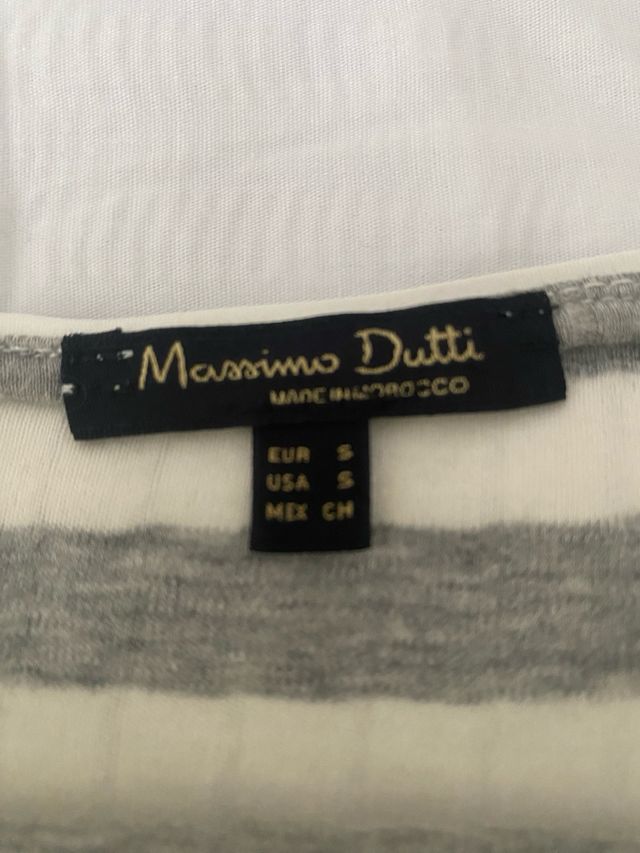 Massimo Dutti
MADE IN MOROCCO
EUR S
USA S
MEX CH